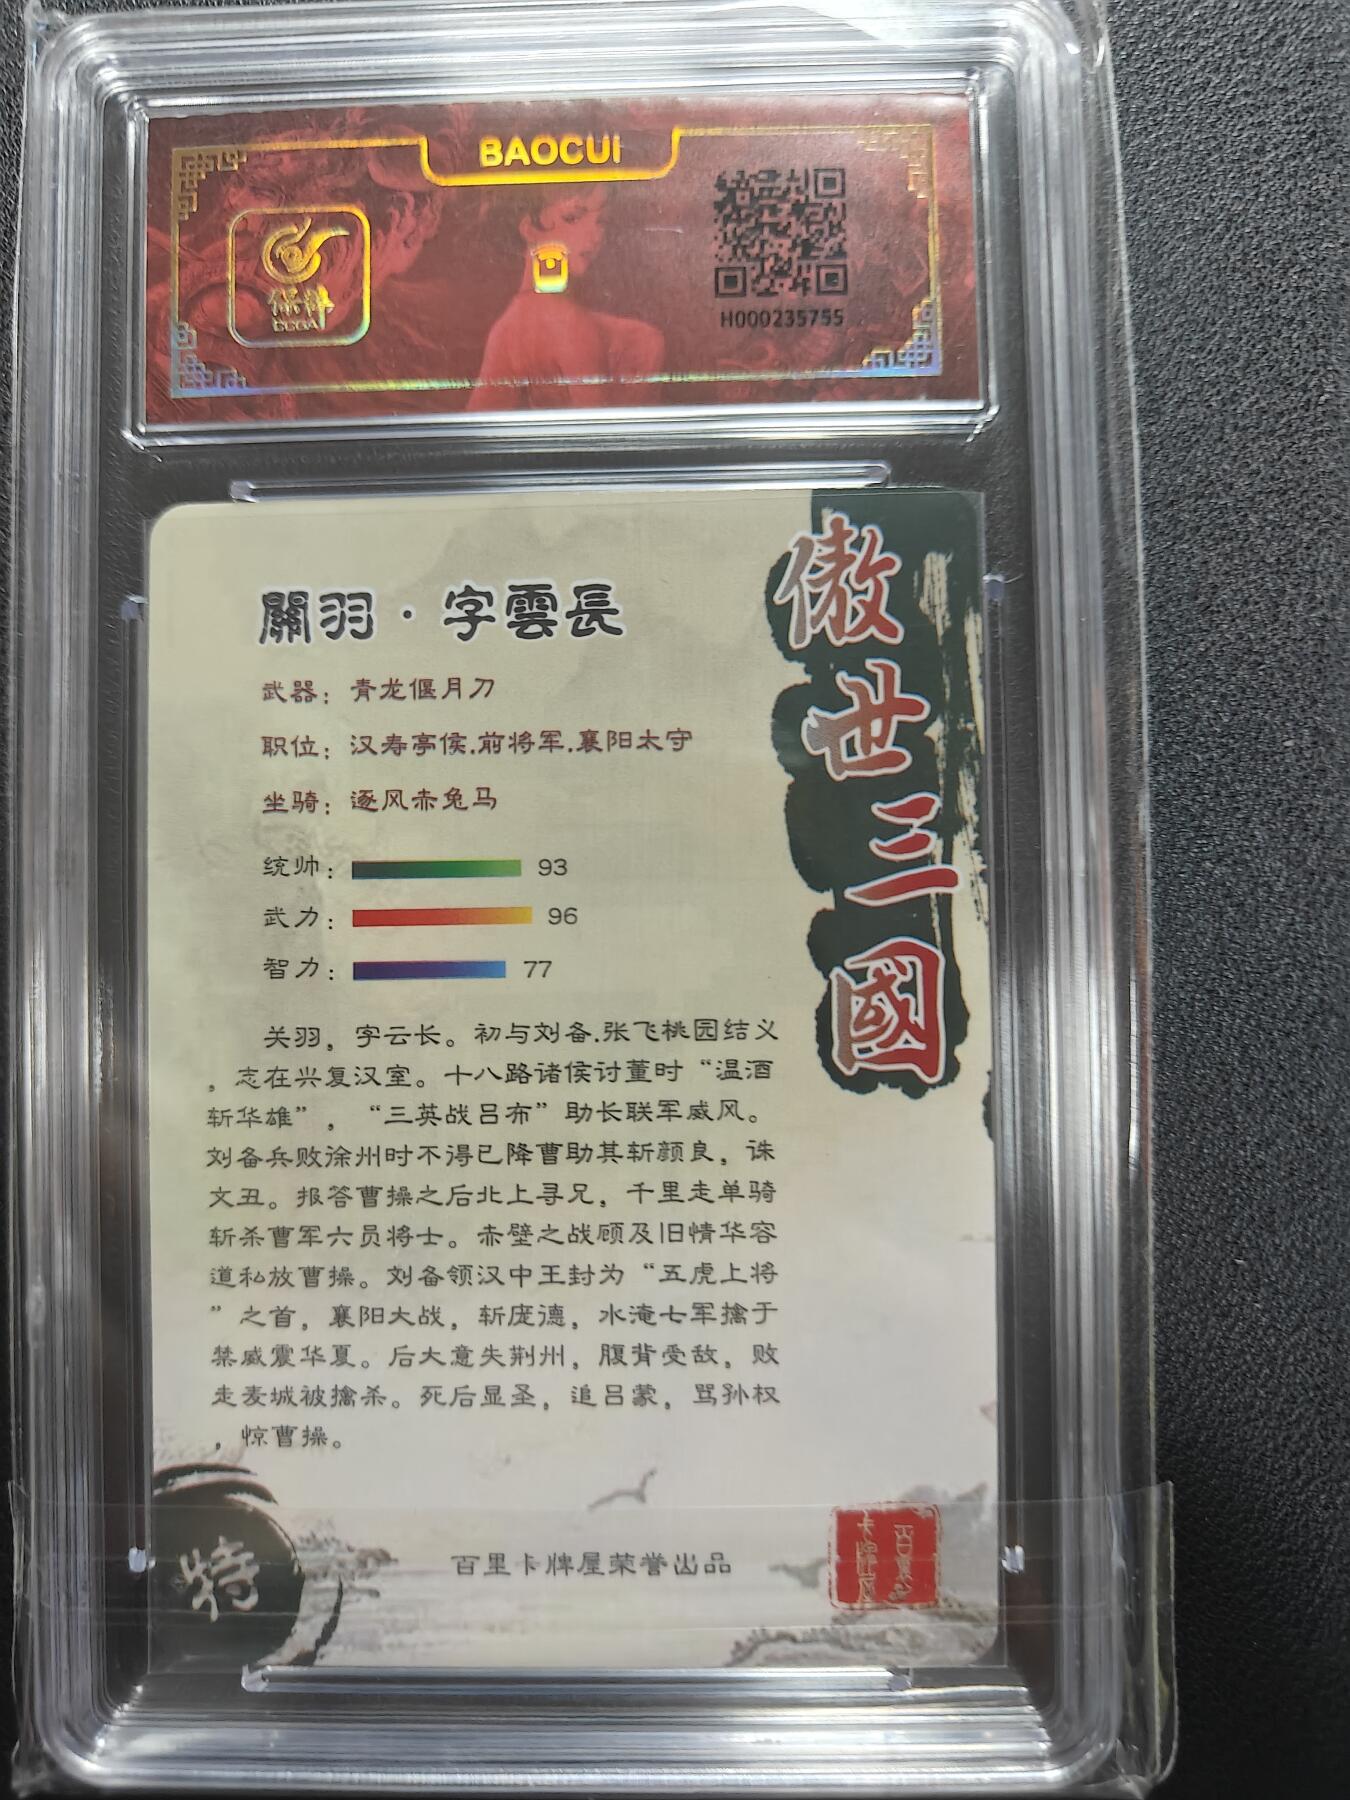 BAOCUI
保粹
H000235755
關羽·字雲長
傲世三國
武器：青龙偃月刀
职位：汉寿亭侯.前将军.襄阳太守
坐骑：逐风赤兔马
统帅： 93
武力： 96
智力： 77
关羽，字云长。初与刘备.张飞桃园结义
，志在兴复汉室。十八路诸侯讨董时“温酒
斩华雄”，“三英战吕布”助长联军威风。
刘备兵败徐州时不得已降曹助其斩颜良，诛
文丑。报答曹操之后北上寻兄，千里走单骑
斩杀曹军六员将士。赤壁之战顾及旧情华容
道私放曹操。刘备领汉中王封为“五虎上将
”之首，襄阳大战，斩庞德，水淹七军擒于
禁威震华夏。后大意失荆州，腹背受敌，败
走麦城被擒杀。死后显圣，追吕蒙，骂孙权
，惊曹操。
特
百里卡牌屋荣誉出品